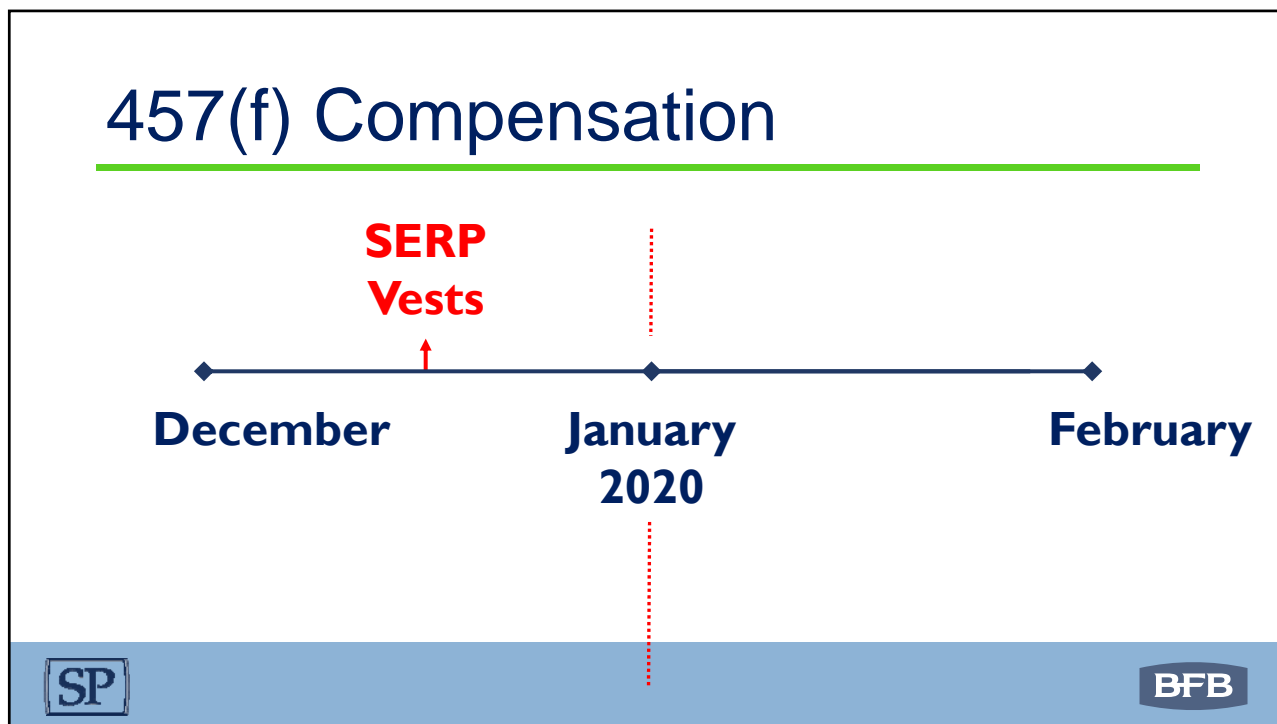 457(f) Compensation
SERP
Vests
December
January
2020
February
SP
BFB